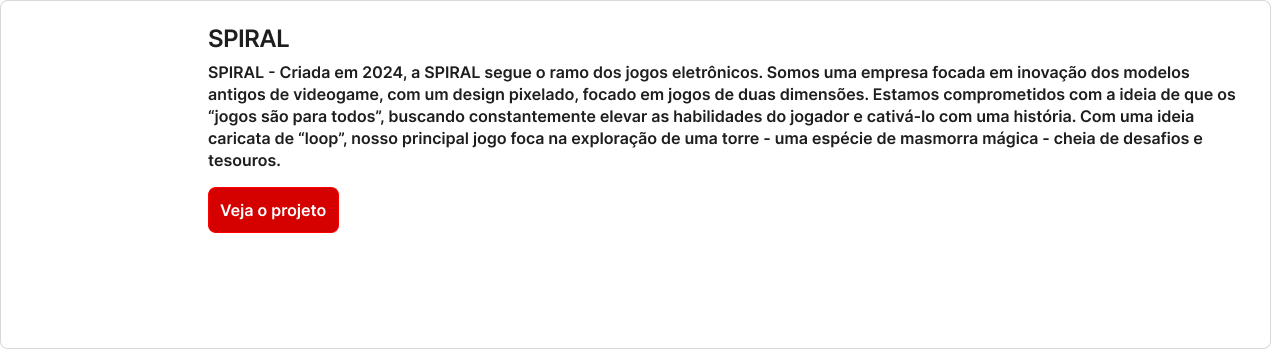 SPIRAL
SPIRAL - Criada em 2024, a SPIRAL segue o ramo dos jogos eletrônicos. Somos uma empresa focada em inovação dos modelos
antigos de videogame, com um design pixelado, focado em jogos de duas dimensões. Estamos comprometidos com a ideia de que os
“jogos são para todos”, buscando constantemente elevar as habilidades do jogador e cativá-lo com uma história. Com uma ideia
caricata de “loop”, nosso principal jogo foca na exploração de uma torre - uma espécie de masmorra mágica - cheia de desafios e
tesouros.
Veja o projeto